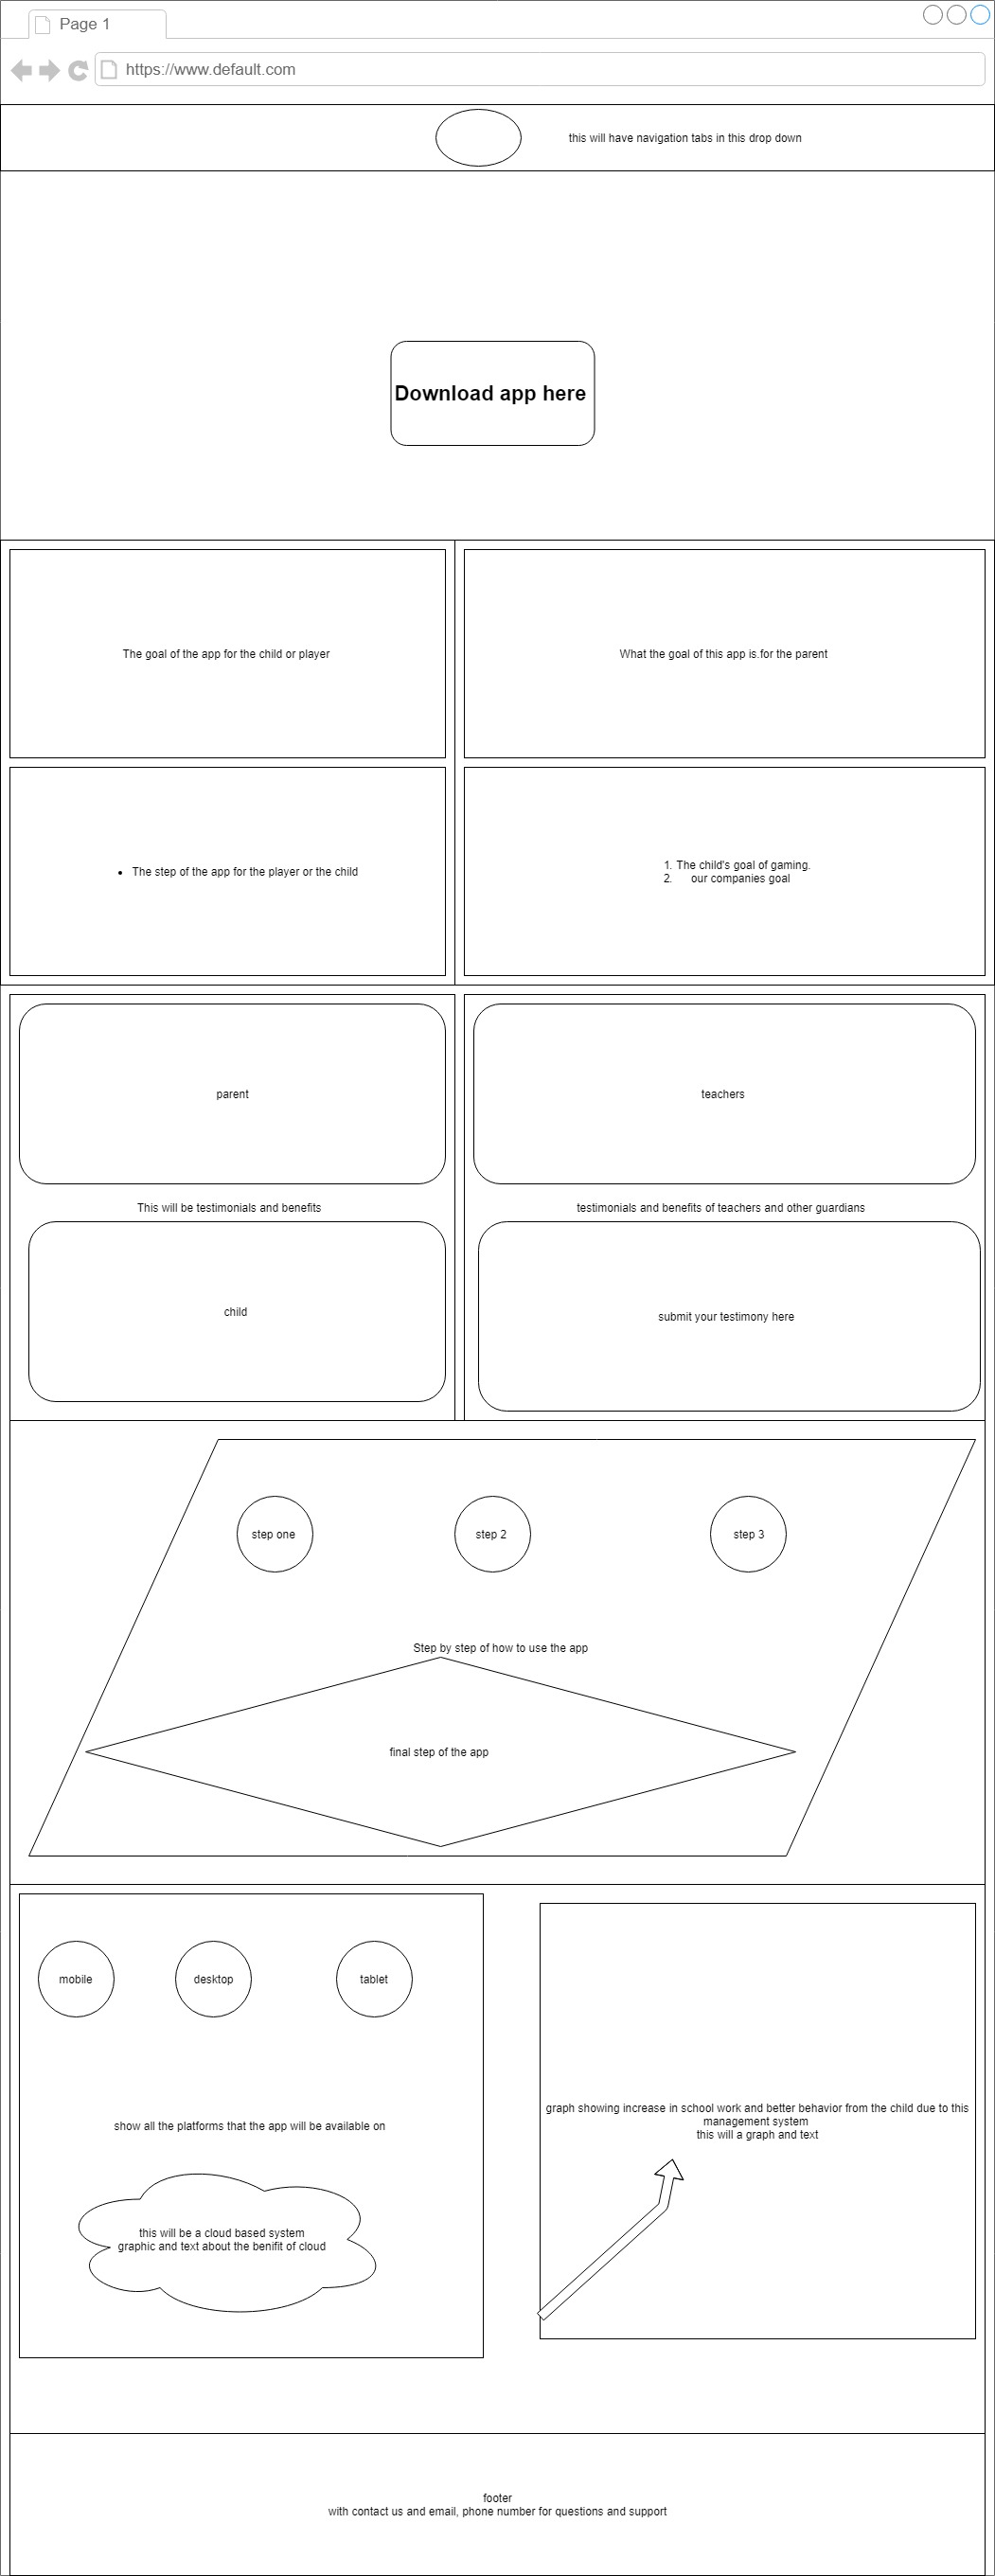 Page 1
https://www.default.com
this will have navigation tabs in this drop down
Download app here
The goal of the app for the child or player
What the goal of this app is.for the parent
• The step of the app for the player or the child
1. The child's goal of gaming.
2. our companies goal
parent
teachers
This will be testimonials and benefits
testimonials and benefits of teachers and other guardians
child
submit your testimony here
step one
step 2
step 3
Step by step of how to use the app
final step of the app
mobile
desktop
tablet
show all the platforms that the app will be available on
graph showing increase in school work and better behavior from the child due to this
management system
this will a graph and text
this will be a cloud based system
graphic and text about the benifit of cloud
footer
with contact us and email, phone number for questions and support